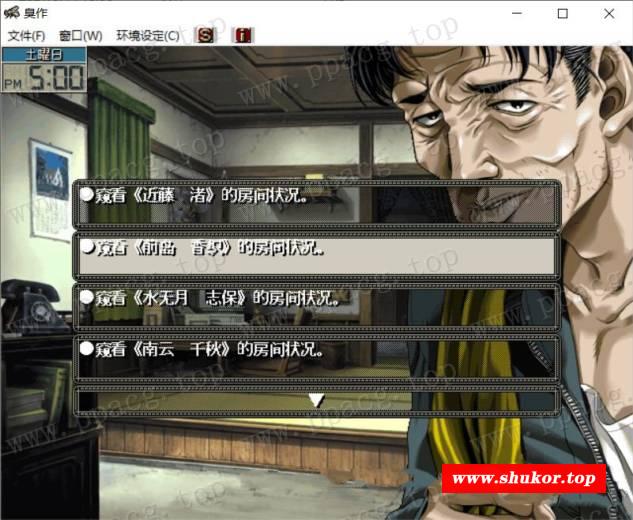 臭作
文件(F) 窗口(W) 环境设定(C) S i
土曜日
PM 5:00
窥看《近藤 渚》的房间状况。
窥看《前岛 香织》的房间状况。
窥看《水无月 志保》的房间状况。
窥看《南云 千秋》的房间状况。
www.ppacg.top
www.shukor.top